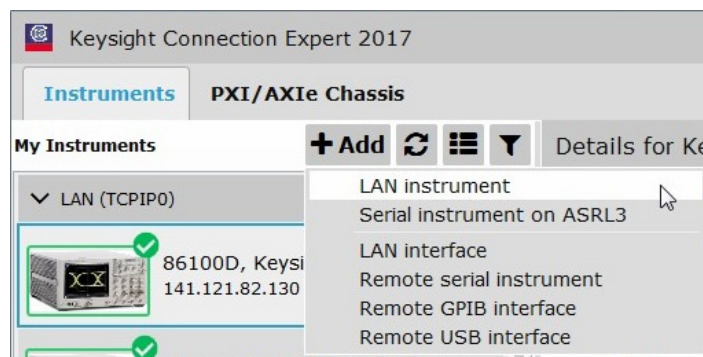 Keysight Connection Expert 2017
Instruments PXI/AXIe Chassis
My Instruments + Add Details for Ke
LAN (TCPIP0)
LAN instrument
Serial instrument on ASRL3
LAN interface
Remote serial instrument
Remote GPIB interface
Remote USB interface
86100D, Keysi
141.121.82.130